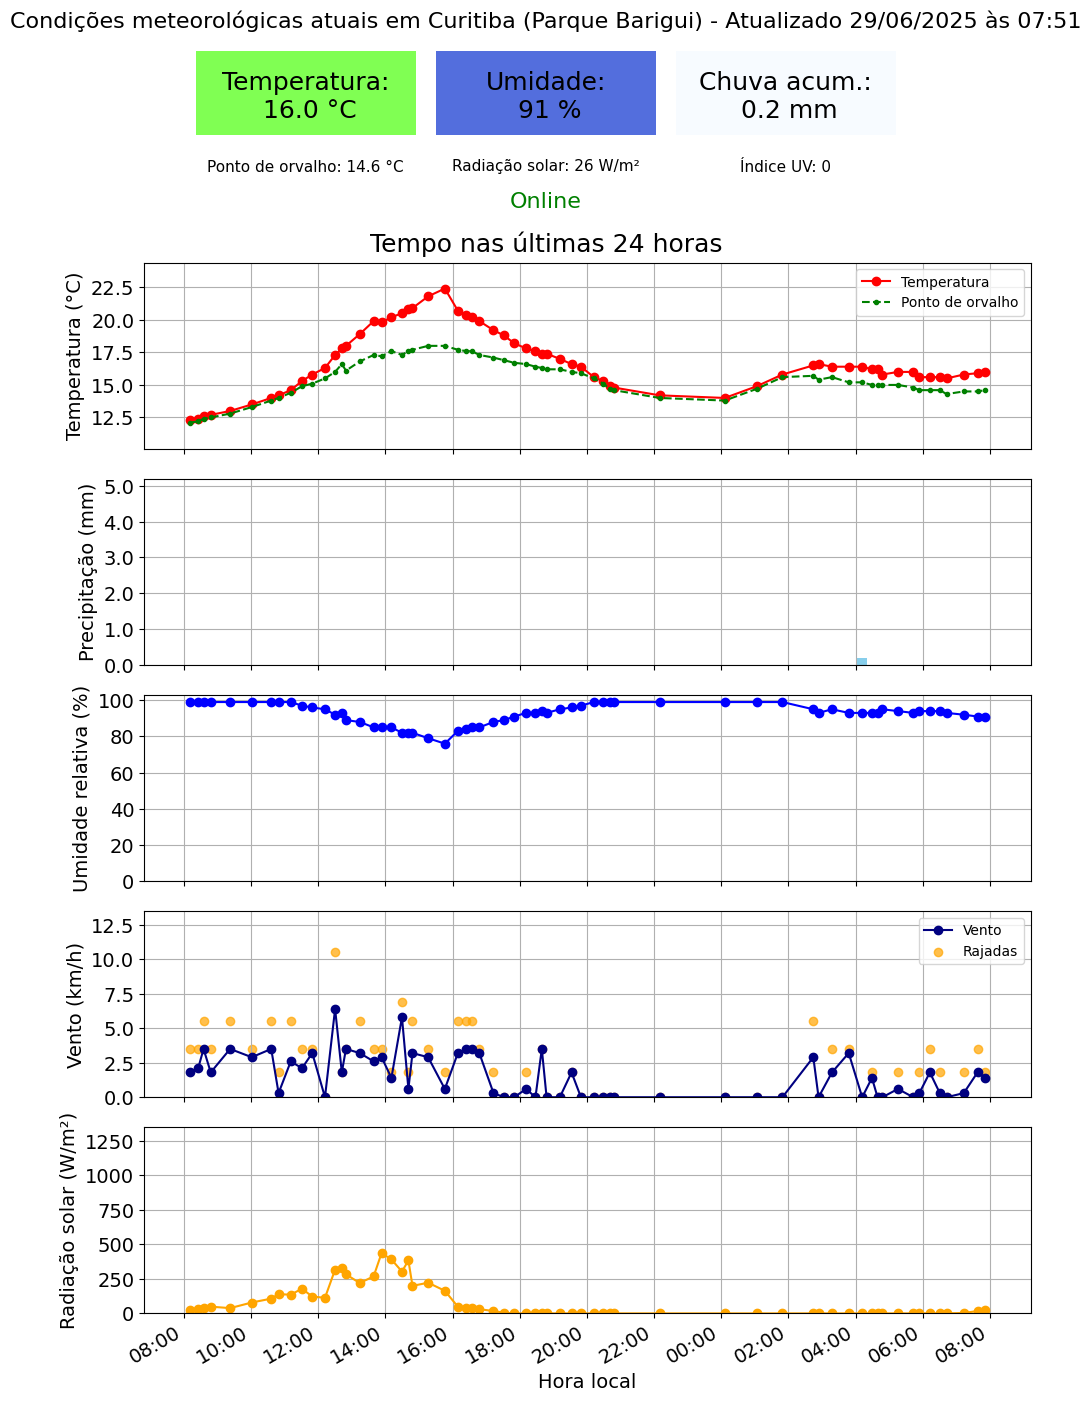 Condições meteorológicas atuais em Curitiba (Parque Barigui) - Atualizado 29/06/2025 às 07:51
Temperatura:
16.0 °C
Umidade:
91 %
Chuva acum.:
0.2 mm
Ponto de orvalho: 14.6 °C
Radiação solar: 26 W/m²
Índice UV: 0
Online
Tempo nas últimas 24 horas
Temperatura (°C)
22.5
20.0
17.5
15.0
12.5
Temperatura
Ponto de orvalho
Precipitação (mm)
5.0
4.0
3.0
2.0
1.0
0.0
Umidade relativa (%)
100
80
60
40
20
0
Vento (km/h)
12.5
10.0
7.5
5.0
2.5
0.0
Vento
Rajadas
Radiação solar (W/m²)
1250
1000
750
500
250
0
08:00
10:00
12:00
14:00
16:00
18:00
20:00
22:00
00:00
02:00
04:00
06:00
08:00
Hora local